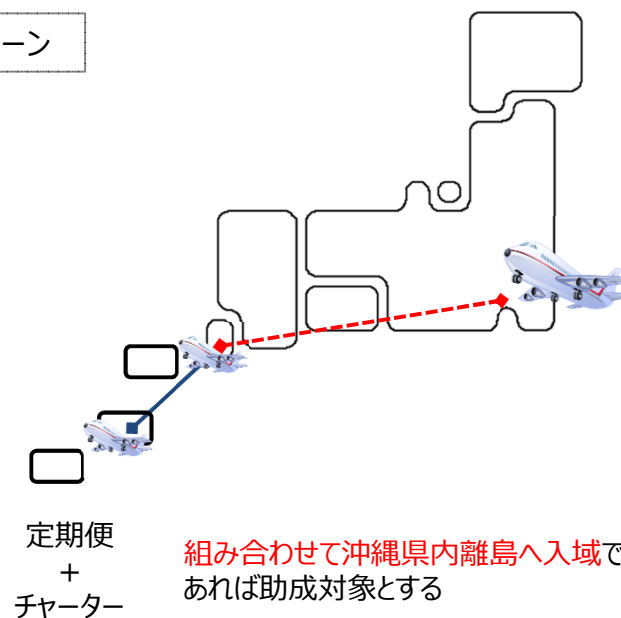 ーン
定期便
+
チャーター
組み合わせて沖縄県内離島へ入域で
あれば助成対象とする